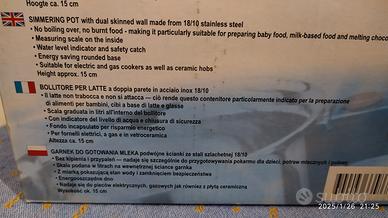 Hoogte ca. 15 cm
SIMMERING POT with dual skinned wall made from 18/10 stainless steel
• No boiling over, no burnt food - making it particularly suitable for preparing baby food, milk-based food and melting choco
• Measuring scale on the inside
• Water level indicator and safety catch
• Energy saving rounded base
• Suitable for electric and gas cookers as well as ceramic hobs
Height approx. 15 cm
BOLLITORE PER LATTE a doppia parete in acciaio inox 18/10
• Il latte non trabocca e non si attacca — ciò rende questo contenitore particolarmente indicato per la preparazione
di alimenti per bambini, cibi a base di latte e glasse
• Scala graduata in litri all'interno del bollitore
• Con indicatore del livello di acqua e chiusura di sicurezza
• Fondo incapsulato per risparmio energetico
• Per fornelli elettrici, a gas e in vetroceramica
Altezza ca. 15 cm
GARNEK DO GOTOWANIA MLEKA podwójnie ścianki ze stali szlachetnej 18/10
• Bez kipienia i przypaleń — nadaje się szczególnie do przygotowywania pokarmu dla dzieci, potraw mlecznych i
• Skala podziałki w litrach na wewnętrznej ściance garnka
• Z miarką pokazującą stan wody i zamknięciem bezpieczeństwa
• Energooszczędne dno
• Nadaje się do pieców elektrycznych, gazowych jak również z płytą ceramiczną
Wysokość ok. 15 cm
2025/1/26 21:25